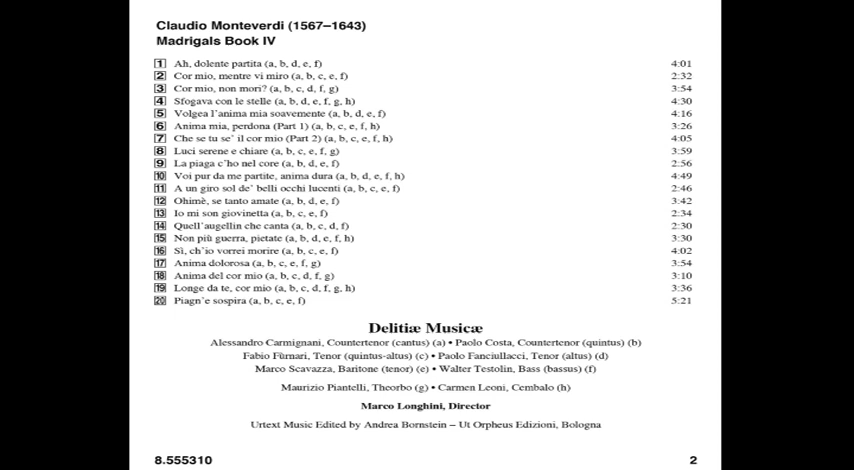 Claudio Monteverdi (1567–1643)
Madrigals Book IV
1 Ah, dolente partita (a, b, d, e, f) 4:01
2 Cor mio, mentre vi miro (a, b, c, e, f) 2:32
3 Cor mio, non mori? (a, b, c, d, f, g) 3:54
4 Sfogava con le stelle (a, b, d, e, f, g, h) 4:30
5 Volgea l'anima mia soavemente (a, b, d, e, f) 4:16
6 Anima mia, perdona (Part 1) (a, b, c, e, f, h) 3:26
7 Che se tu se' il cor mio (Part 2) (a, b, c, e, f, h) 4:05
8 Luci serene e chiare (a, b, c, e, f, g) 3:59
9 La piaga c'ho nel core (a, b, d, e, f) 2:56
10 Voi pur da me partite, anima dura (a, b, d, e, f, h) 4:49
11 A un giro sol de' belli occhi lucenti (a, b, c, e, f) 2:46
12 Ohimè, se tanto amate (a, b, d, e, f) 3:42
13 Io mi son giovinetta (a, b, c, e, f) 2:34
14 Quell'augellin che canta (a, b, c, d, f) 2:30
15 Non più guerra, pietate (a, b, d, e, f, h) 3:30
16 Sì, ch'io vorrei morire (a, b, c, e, f) 4:02
17 Anima dolorosa (a, b, c, e, f, g) 3:54
18 Anima del cor mio (a, b, c, d, f, g) 3:10
19 Longe da te, cor mio (a, b, c, d, f, g, h) 3:36
20 Piagn'e sospira (a, b, c, e, f) 5:21
Delitiæ Musicæ
Alessandro Carmignani, Countertenor (cantus) (a) • Paolo Costa, Countertenor (quintus) (b)
Fabio Fùrnari, Tenor (quintus-altus) (c) • Paolo Fanciullacci, Tenor (altus) (d)
Marco Scavazza, Baritone (tenor) (e) • Walter Testolin, Bass (bassus) (f)
Maurizio Piantelli, Theorbo (g) • Carmen Leoni, Cembalo (h)
Marco Longhini, Director
Urtext Music Edited by Andrea Bornstein – Ut Orpheus Edizioni, Bologna
8.555310 2